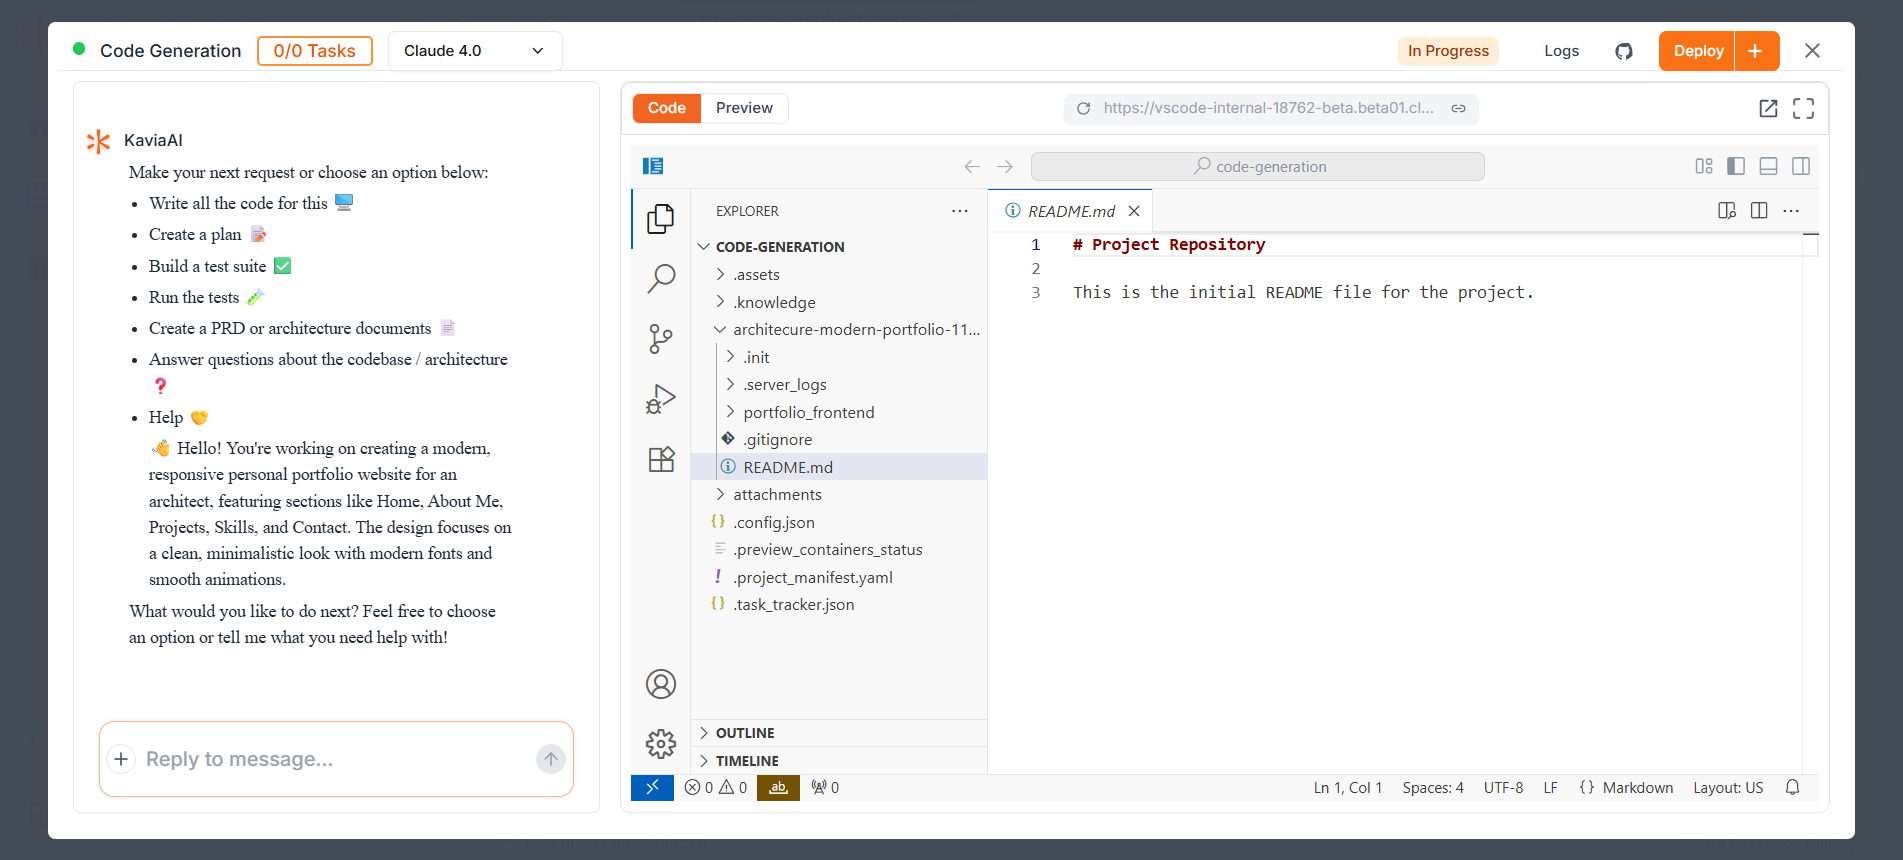 Code Generation
0/0 Tasks
Claude 4.0
In Progress
Logs
Deploy
KaviaAI
Make your next request or choose an option below:
Write all the code for this
Create a plan
Build a test suite
Run the tests
Create a PRD or architecture documents
Answer questions about the codebase / architecture
Help
Hello! You're working on creating a modern,
responsive personal portfolio website for an
architect, featuring sections like Home, About Me,
Projects, Skills, and Contact. The design focuses on
a clean, minimalistic look with modern fonts and
smooth animations.
What would you like to do next? Feel free to choose
an option or tell me what you need help with!
Reply to message...
Code
Preview
https://vscode-internal-18762-beta.beta01.cl...
code-generation
EXPLORER
CODE-GENERATION
.assets
.knowledge
architecure-modern-portfolio-11...
.init
.server_logs
portfolio_frontend
.gitignore
README.md
attachments
.config.json
.preview_containers_status
.project_manifest.yaml
.task_tracker.json
OUTLINE
TIMELINE
README.md
1 # Project Repository
2
3 This is the initial README file for the project.
0
0
ab
0
Ln 1, Col 1
Spaces: 4
UTF-8
LF
{} Markdown
Layout: US